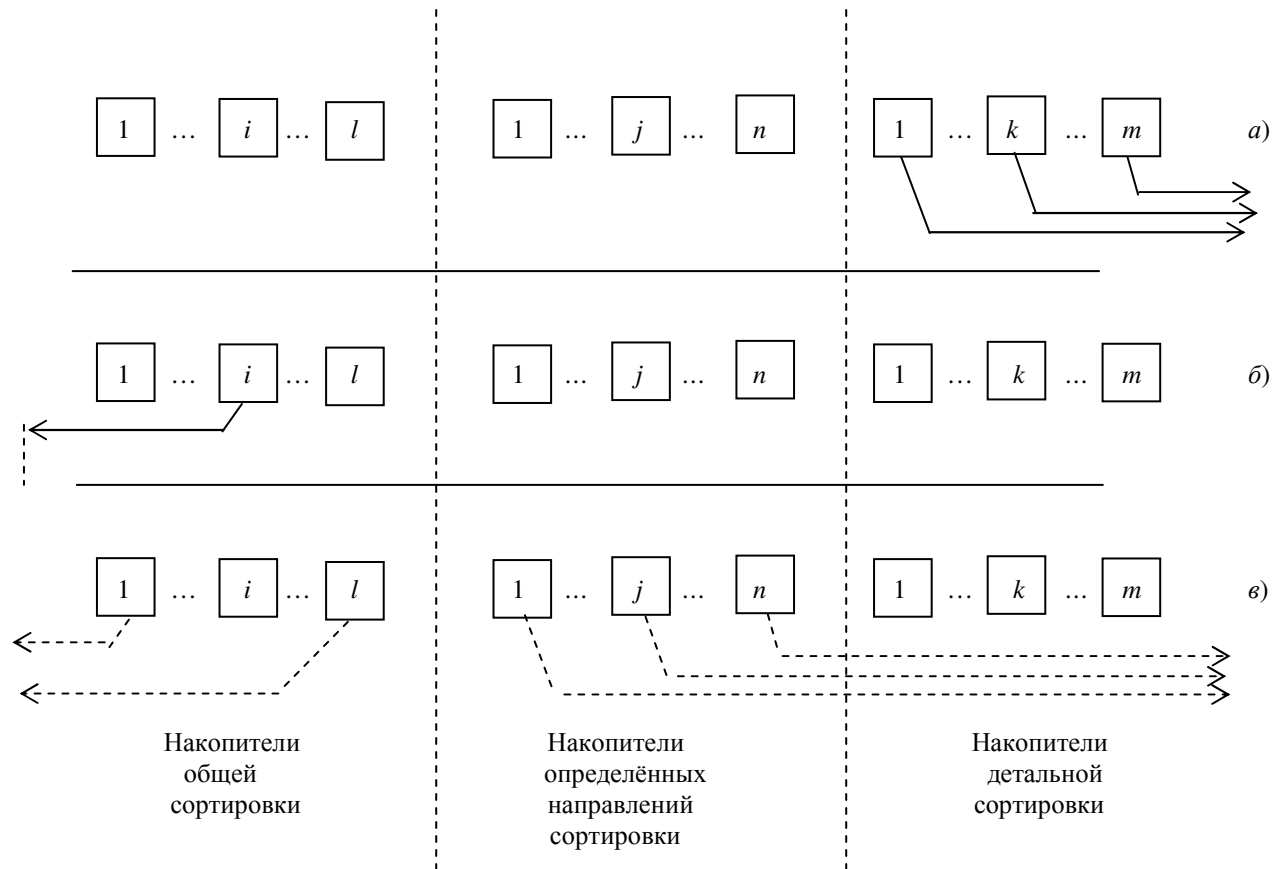 1 … i … l 1 … j … n 1 … k … m а)
1 … i … l 1 … j … n 1 … k … m б)
1 … i … l 1 … j … n 1 … k … m в)
Накопители
общей
сортировки
Накопители
определённых
направлений
сортировки
Накопители
детальной
сортировки